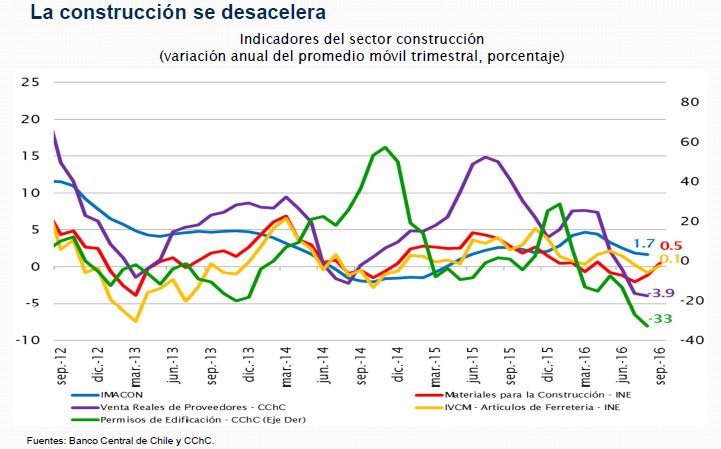 La construcción se desacelera
Indicadores del sector construcción
(variación anual del promedio móvil trimestral, porcentaje)
25
20
15
10
5
0
-5
-10
80
60
40
20
0
-20
-40
1.7
0.5
0.1
-3.9
-33
sep.-12
dic.-12
mar.-13
jun.-13
sep.-13
dic.-13
mar.-14
jun.-14
sep.-14
dic.-14
mar.-15
jun.-15
sep.-15
dic.-15
mar.-16
jun.-16
sep.-16
IMACON
Materiales para la Construcción - INE
Venta Reales de Proveedores - CChC
IVCM - Artículos de Ferretería - INE
Permisos de Edificación - CChC (Eje Der)
Fuentes: Banco Central de Chile y CChC.